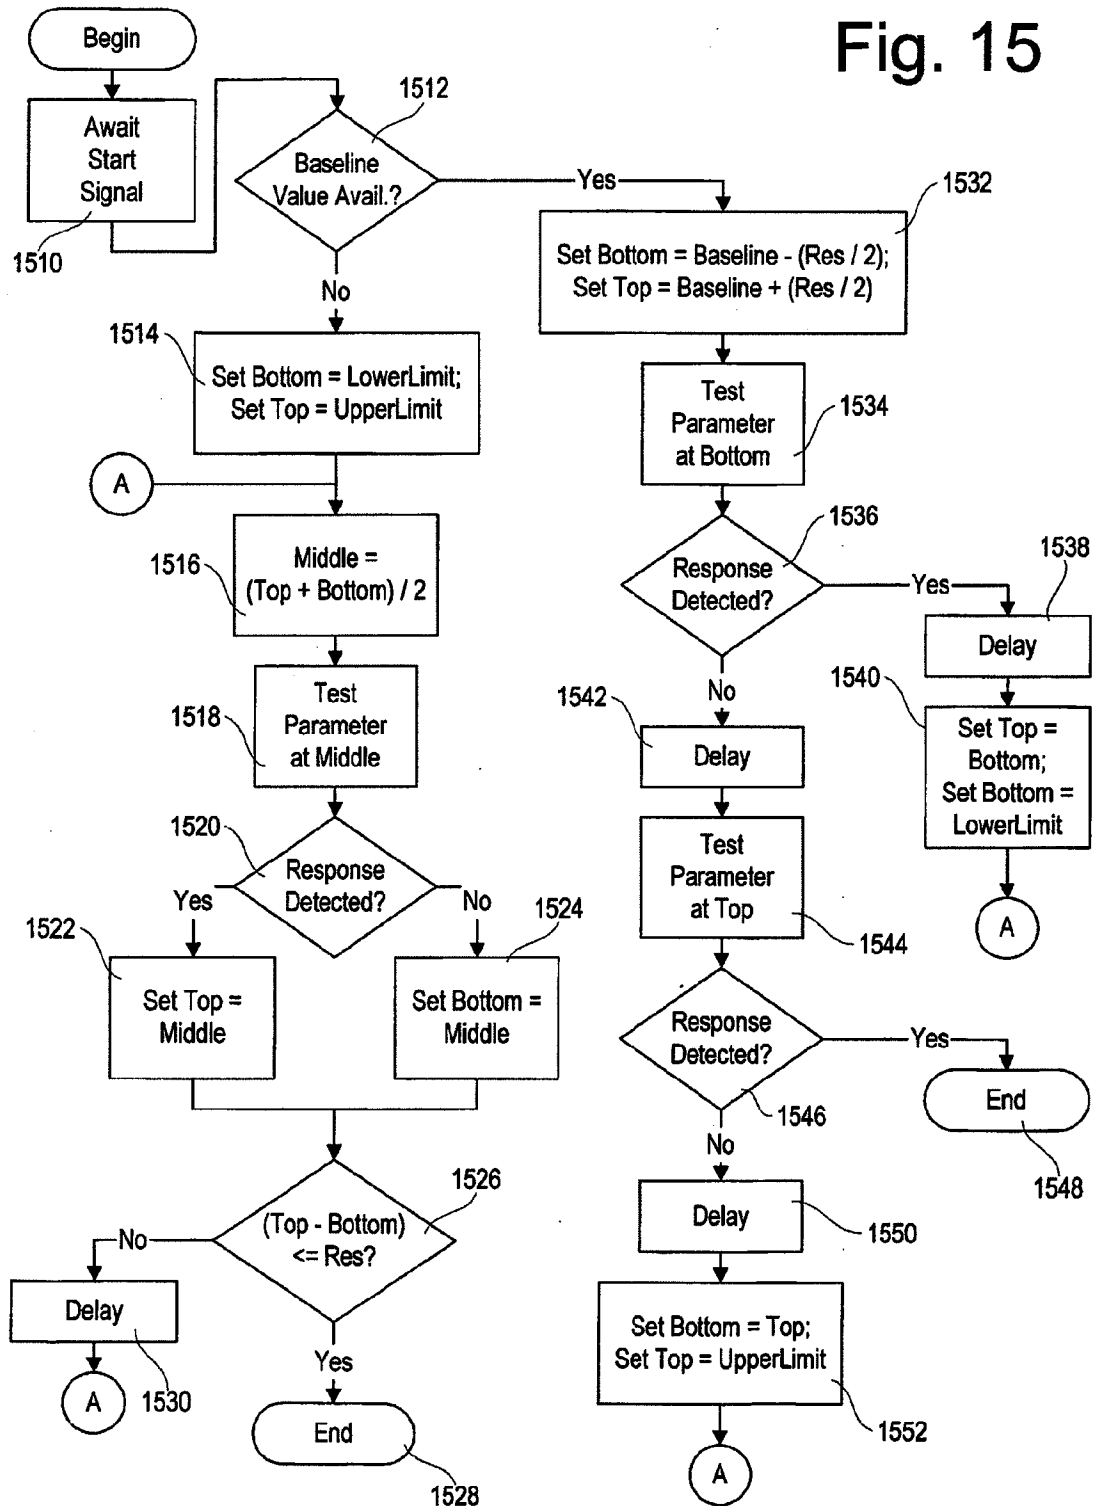 Fig. 15
Begin
Await
Start
Signal
1510
1512
Baseline
Value Avail.?
Yes
No
1514
Set Bottom = LowerLimit;
Set Top = UpperLimit
A
1516
Middle =
(Top + Bottom) / 2
1518
Test
Parameter
at Middle
1520
Response
Detected?
Yes
No
1522
Set Top =
Middle
1524
Set Bottom =
Middle
1526
(Top - Bottom)
<= Res?
No
Delay
1530
A
Yes
End
1528
1532
Set Bottom = Baseline - (Res / 2);
Set Top = Baseline + (Res / 2)
Test
Parameter
at Bottom
1534
1536
Response
Detected?
Yes
1538
Delay
1540
Set Top =
Bottom;
Set Bottom =
LowerLimit
A
No
1542
Delay
Test
Parameter
at Top
1544
Response
Detected?
1546
Yes
End
1548
No
Delay
1550
Set Bottom = Top;
Set Top = UpperLimit
1552
A